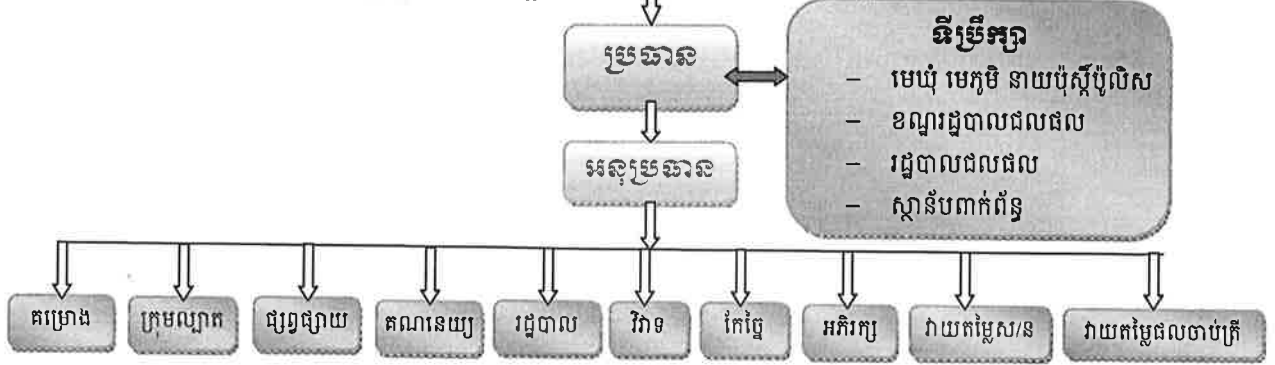 ប្រធាន
ទីប្រឹក្សា
– មេឃុំ មេភូមិ នាយប៉ុស្តិ៍ប៉ូលិស
– ខណ្ឌរដ្ឋបាលជលផល
– រដ្ឋបាលជលផល
– ស្ថាន័បពាក់ព័ន្ធ
អនុប្រធាន
គម្រោង
ក្រុមល្បាត
ផ្សព្វផ្សាយ
គណនេយ្យ
រដ្ឋបាល
វិវាទ
កែច្នៃ
អភិរក្ស
វាយតម្លៃស/ន
វាយតម្លៃផលចាប់ត្រី